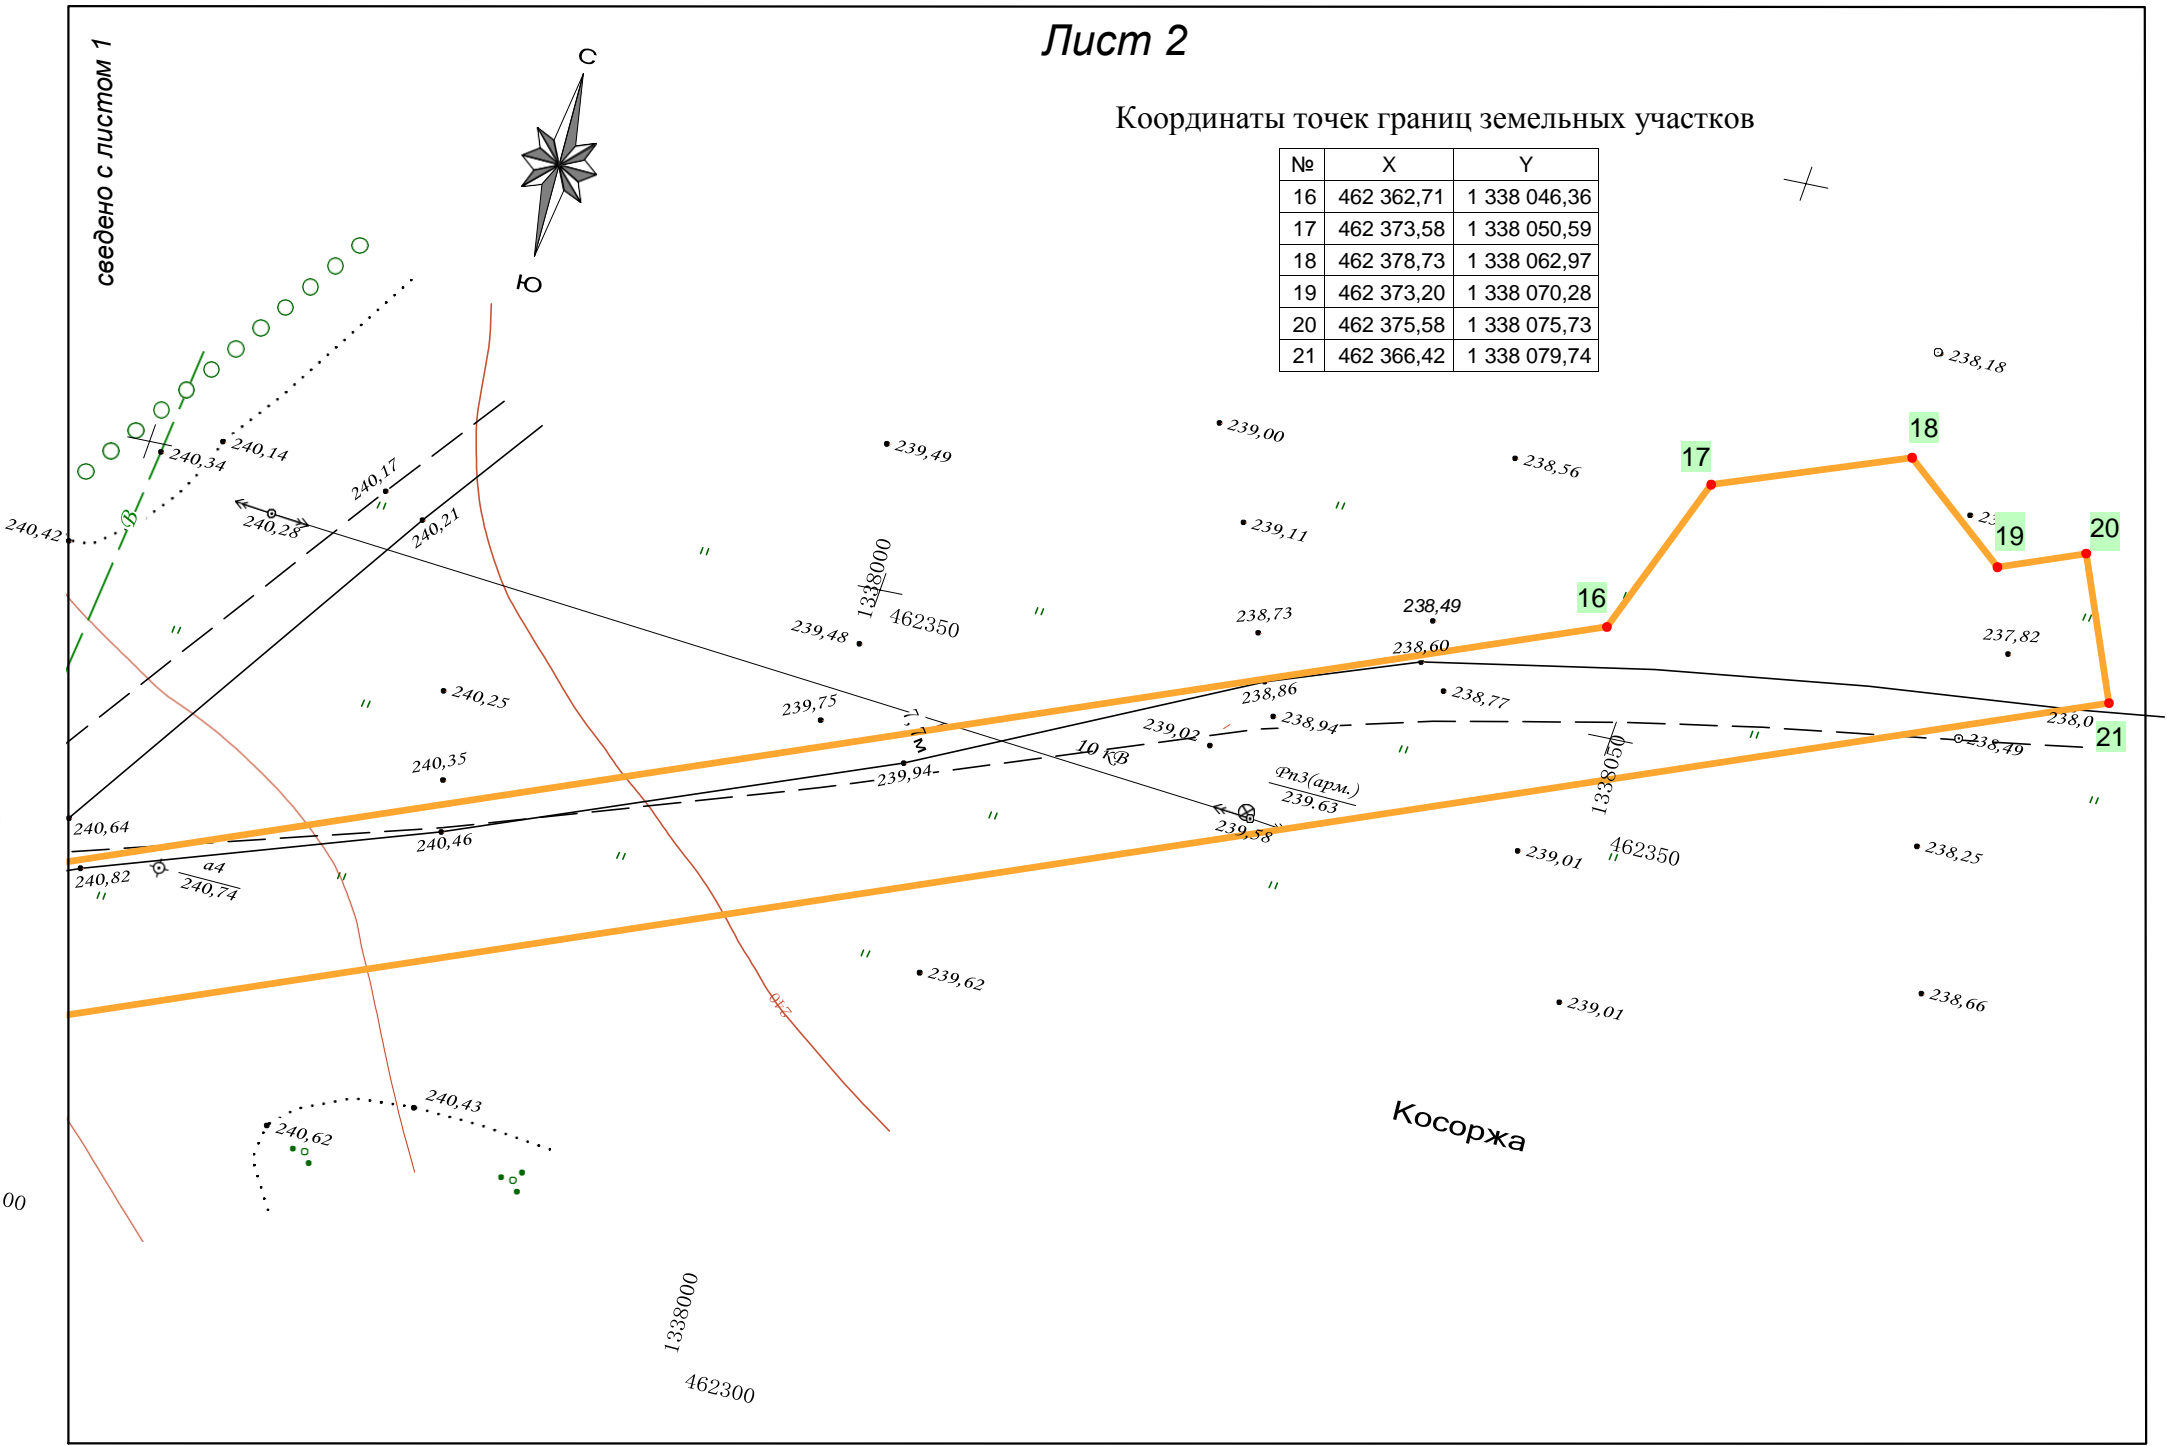 Лист 2
сведено с листом 1
С
Ю
Координаты точек границ земельных участков
№ X Y
16 462 362,71 1 338 046,36
17 462 373,58 1 338 050,59
18 462 378,73 1 338 062,97
19 462 373,20 1 338 070,28
20 462 375,58 1 338 075,73
21 462 366,42 1 338 079,74
238,18
239,00
18
239,49
240,14
240,34
17
238,56
240,17
240,28
240,21
В
240,42
239,11
20
19
1338000
462350
16
238,49
238,73
239,48
238,60
237,82
240,25
239,75
238,86
238,77
238,94
239,02
238,0
21
238,49
7,7м
10 КВ
240,35
239,94
1338050
Рп3(арм.)
239.63
239,58
240,64
240,46
462350
239,01
238,25
а4
240,74
240,82
239,62
240
239,01
238,66
240,43
240,62
Косоржа
00
1338000
462300